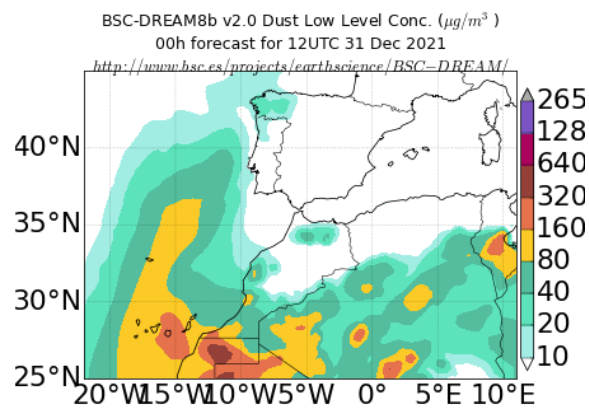 BSC-DREAM8b v2.0 Dust Low Level Conc. (μg/m³ )
00h forecast for 12UTC 31 Dec 2021
http://www.bsc.es/projects/earthscience/BSC−DREAM/
265
128
640
320
160
80
40
20
10
40°N
35°N
30°N
25°N
20°W 15°W 10°W 5°W 0° 5°E 10°E